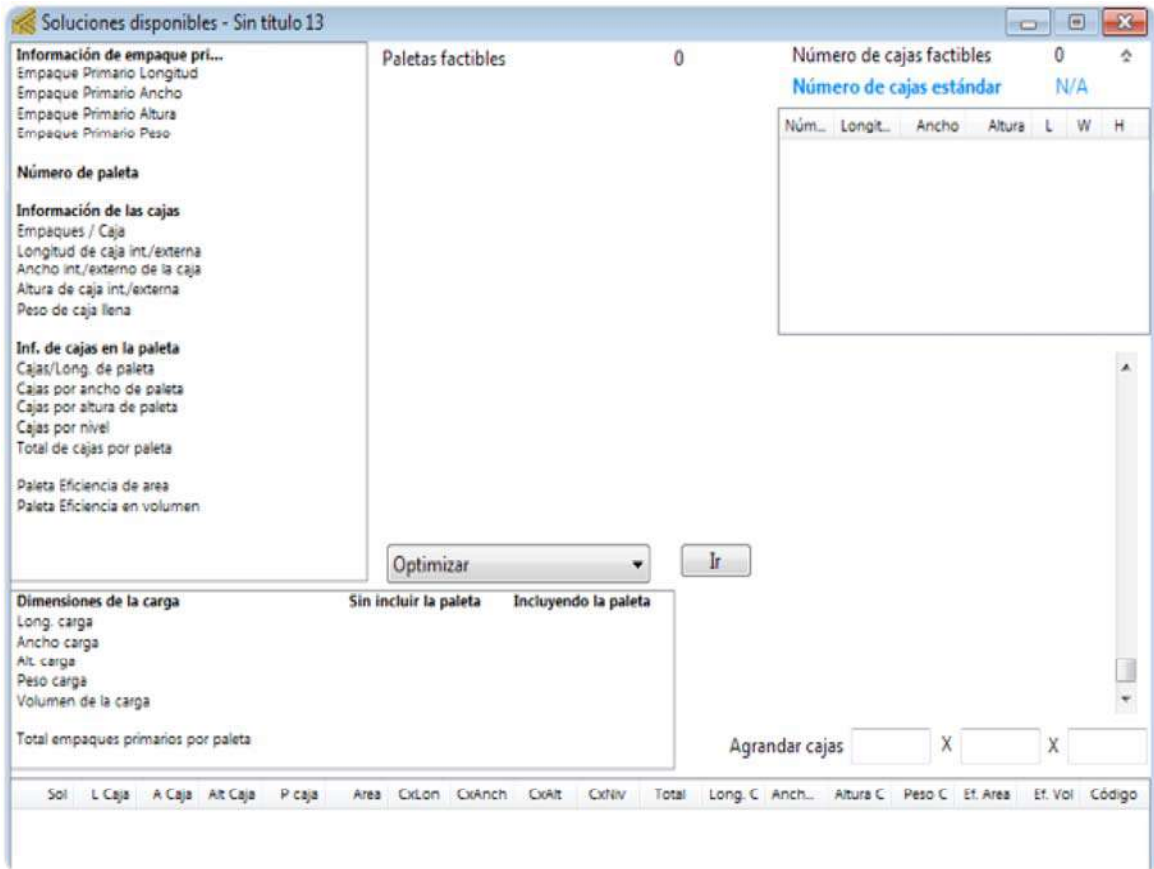 Soluciones disponibles - Sin título 13
Información de empaque pri...
Empaque Primario Longitud
Empaque Primario Ancho
Empaque Primario Altura
Empaque Primario Peso
Número de paleta
Información de las cajas
Empaques / Caja
Longitud de caja int./externa
Ancho int./externo de la caja
Altura de caja int./externa
Peso de caja llena
Inf. de cajas en la paleta
Cajas/Long. de paleta
Cajas por ancho de paleta
Cajas por altura de paleta
Cajas por nivel
Total de cajas por paleta
Paleta Eficiencia de area
Paleta Eficiencia en volumen
Paletas factibles 0
Número de cajas factibles 0
Número de cajas estándar N/A
Núm... Longit... Ancho Altura L W H
Optimizar Ir
Dimensiones de la carga Sin incluir la paleta Incluyendo la paleta
Long. carga
Ancho carga
Alt. carga
Peso carga
Volumen de la carga
Total empaques primarios por paleta
Agrandar cajas X X
Sol L Caja A Caja Alt Caja P caja Area CxLon CxAnch CxAlt CxNiv Total Long. C Anch... Altura C Peso C Ef. Area Ef. Vol Código